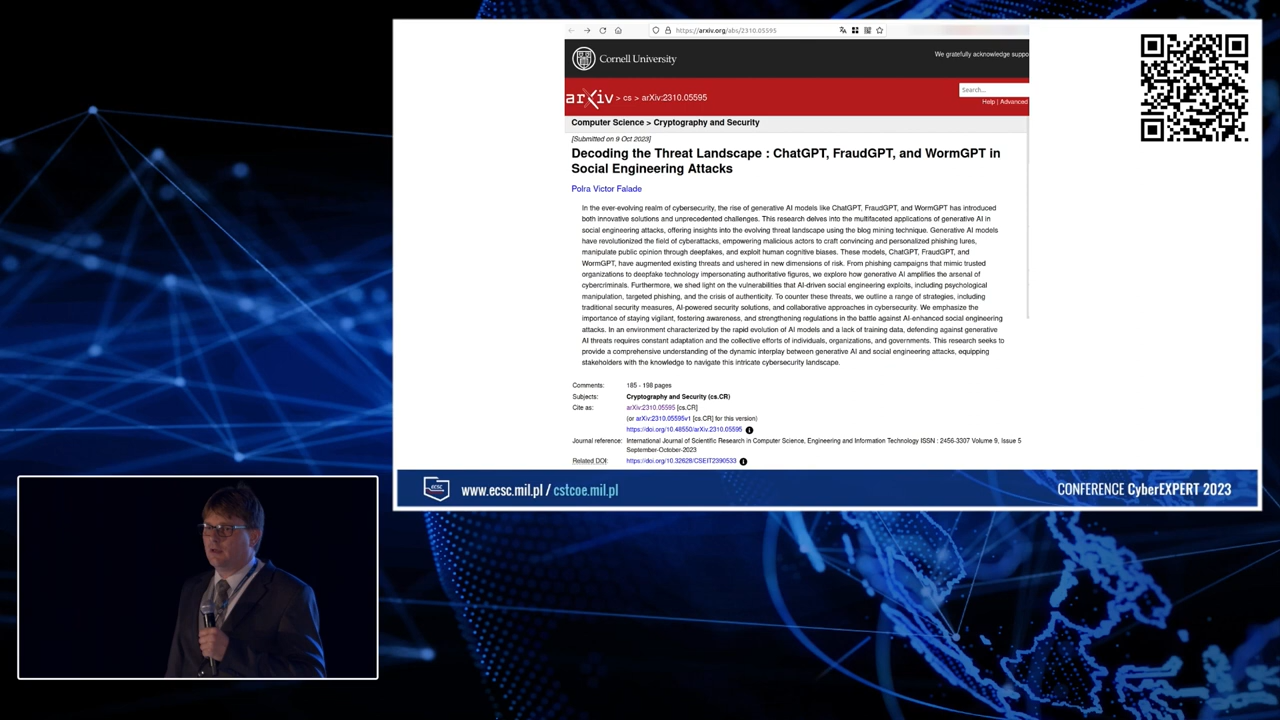 https://arxiv.org/abs/2310.05595
Cornell University
We gratefully acknowledge suppo
arXiv > cs > arXiv:2310.05595
Search...
Help | Advanced
Computer Science > Cryptography and Security
[Submitted on 9 Oct 2023]
Decoding the Threat Landscape : ChatGPT, FraudGPT, and WormGPT in
Social Engineering Attacks
Polra Victor Falade
In the ever-evolving realm of cybersecurity, the rise of generative AI models like ChatGPT, FraudGPT, and WormGPT has introduced
both innovative solutions and unprecedented challenges. This research delves into the multifaceted applications of generative AI in
social engineering attacks, offering insights into the evolving threat landscape using the blog mining technique. Generative AI models
have revolutionized the field of cyberattacks, empowering malicious actors to craft convincing and personalized phishing lures,
manipulate public opinion through deepfakes, and exploit human cognitive biases. These models, ChatGPT, FraudGPT, and
WormGPT, have augmented existing threats and ushered in new dimensions of risk. From phishing campaigns that mimic trusted
organizations to deepfake technology impersonating authoritative figures, we explore how generative AI amplifies the arsenal of
cybercriminals. Furthermore, we shed light on the vulnerabilities that AI-driven social engineering exploits, including psychological
manipulation, targeted phishing, and the crisis of authenticity. To counter these threats, we outline a range of strategies, including
traditional security measures, AI-powered security solutions, and collaborative approaches in cybersecurity. We emphasize the
importance of staying vigilant, fostering awareness, and strengthening regulations in the battle against AI-enhanced social engineering
attacks. In an environment characterized by the rapid evolution of AI models and a lack of training data, defending against generative
AI threats requires constant adaptation and the collective efforts of individuals, organizations, and governments. This research seeks to
provide a comprehensive understanding of the dynamic interplay between generative AI and social engineering attacks, equipping
stakeholders with the knowledge to navigate this intricate cybersecurity landscape.
Comments: 185 - 198 pages
Subjects: Cryptography and Security (cs.CR)
Cite as: arXiv:2310.05595 [cs.CR]
(or arXiv:2310.05595v1 [cs.CR] for this version)
https://doi.org/10.48550/arXiv.2310.05595
Journal reference: International Journal of Scientific Research in Computer Science, Engineering and Information Technology ISSN : 2456-3307 Volume 9, Issue 5
September-October-2023
Related DOI: https://doi.org/10.32628/CSEIT2390533
www.ecsc.mil.pl / cstcoe.mil.pl
CONFERENCE CyberEXPERT 2023